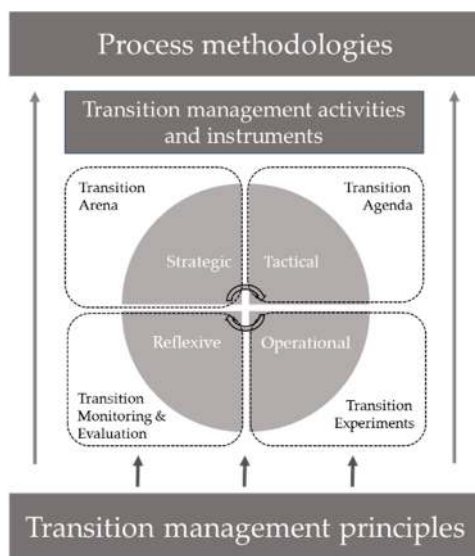 Process methodologies
Transition management activities
and instruments
Transition
Arena
Transition
Agenda
Strategic
Tactical
Reflexive
Operational
Transition
Monitoring &
Evaluation
Transition
Experiments
Transition management principles